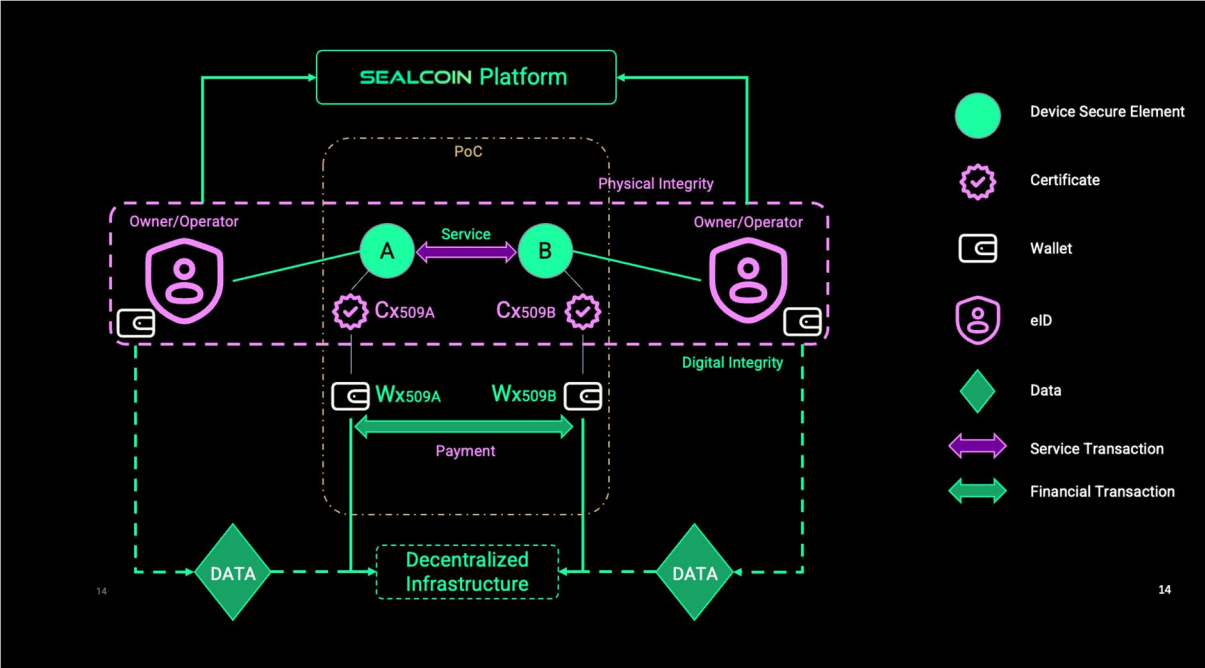 SEALCOIN Platform
PoC
Physical Integrity
Owner/Operator
Owner/Operator
Service
A
B
Cx509A
Cx509B
Digital Integrity
Wx509A
Wx509B
Payment
DATA
Decentralized
Infrastructure
DATA
14
14
Device Secure Element
Certificate
Wallet
eID
Data
Service Transaction
Financial Transaction